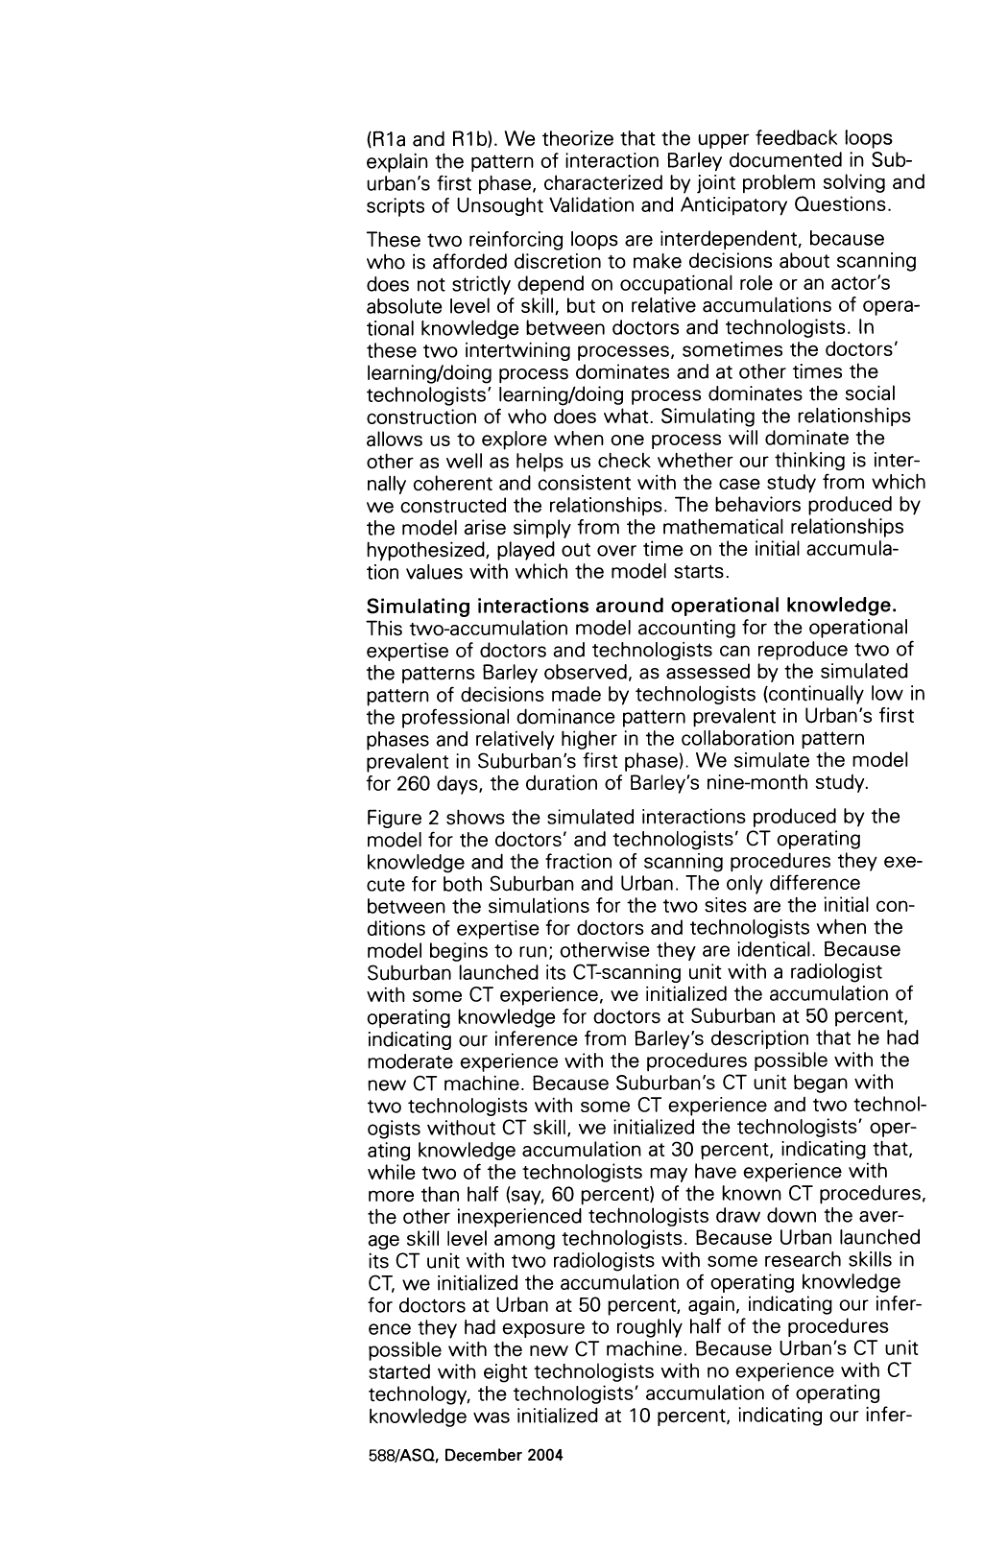 (R1a and R1b). We theorize that the upper feedback loops
explain the pattern of interaction Barley documented in Sub-
urban's first phase, characterized by joint problem solving and
scripts of Unsought Validation and Anticipatory Questions.
These two reinforcing loops are interdependent, because
who is afforded discretion to make decisions about scanning
does not strictly depend on occupational role or an actor's
absolute level of skill, but on relative accumulations of opera-
tional knowledge between doctors and technologists. In
these two intertwining processes, sometimes the doctors'
learning/doing process dominates and at other times the
technologists' learning/doing process dominates the social
construction of who does what. Simulating the relationships
allows us to explore when one process will dominate the
other as well as helps us check whether our thinking is inter-
nally coherent and consistent with the case study from which
we constructed the relationships. The behaviors produced by
the model arise simply from the mathematical relationships
hypothesized, played out over time on the initial accumula-
tion values with which the model starts.
Simulating interactions around operational knowledge.
This two-accumulation model accounting for the operational
expertise of doctors and technologists can reproduce two of
the patterns Barley observed, as assessed by the simulated
pattern of decisions made by technologists (continually low in
the professional dominance pattern prevalent in Urban's first
phases and relatively higher in the collaboration pattern
prevalent in Suburban's first phase). We simulate the model
for 260 days, the duration of Barley's nine-month study.
Figure 2 shows the simulated interactions produced by the
model for the doctors' and technologists' CT operating
knowledge and the fraction of scanning procedures they exe-
cute for both Suburban and Urban. The only difference
between the simulations for the two sites are the initial con-
ditions of expertise for doctors and technologists when the
model begins to run; otherwise they are identical. Because
Suburban launched its CT-scanning unit with a radiologist
with some CT experience, we initialized the accumulation of
operating knowledge for doctors at Suburban at 50 percent,
indicating our inference from Barley's description that he had
moderate experience with the procedures possible with the
new CT machine. Because Suburban's CT unit began with
two technologists with some CT experience and two technol-
ogists without CT skill, we initialized the technologists' oper-
ating knowledge accumulation at 30 percent, indicating that,
while two of the technologists may have experience with
more than half (say, 60 percent) of the known CT procedures,
the other inexperienced technologists draw down the aver-
age skill level among technologists. Because Urban launched
its CT unit with two radiologists with some research skills in
CT, we initialized the accumulation of operating knowledge
for doctors at Urban at 50 percent, again, indicating our infer-
ence they had exposure to roughly half of the procedures
possible with the new CT machine. Because Urban's CT unit
started with eight technologists with no experience with CT
technology, the technologists' accumulation of operating
knowledge was initialized at 10 percent, indicating our infer-
588/ASQ, December 2004